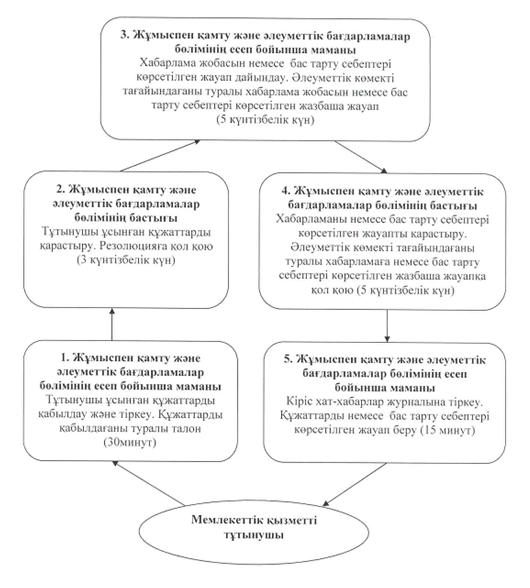 3. Жұмыспен қамту және әлеуметтік бағдарламалар
бөлімінің есеп бойынша маманы
Хабарлама жобасын немесе бас тарту себептері
көрсетілген жауап дайындау. Әлеуметтік көмекті
тағайындағаны туралы хабарлама жобасын немесе бас
тарту себептері көрсетілген жазбаша жауап
(5 күнтізбелік күн)
2. Жұмыспен қамту және
әлеуметтік бағдарламалар
бөлімінің бастығы
Тұтынушы ұсынған құжаттарды
қарастыру. Резолюцияға қол қою
(3 күнтізбелік күн)
4. Жұмыспен қамту және әлеуметтік
бағдарламалар бөлімінің бастығы
Хабарламаны немесе бас тарту себептері
көрсетілген жауапты қарастыру.
Әлеуметтік көмекті тағайындағаны
туралы хабарламаға немесе бас тарту
себептері көрсетілген жазбаша жауапқа
қол қою (5 күнтізбелік күн)
1. Жұмыспен қамту және
әлеуметтік бағдарламалар
бөлімінің есеп бойынша маманы
Тұтынушы ұсынған құжаттарды
қабылдау және тіркеу. Құжаттарды
қабылдағаны туралы талон
(30минут)
5. Жұмыспен қамту және әлеуметтік
бағдарламалар бөлімінің есеп
бойынша маманы
Кіріс хат-хабарлар журналына тіркеу.
Құжаттарды немесе бас тарту себептері
көрсетілген жауап беру (15 минут)
Мемлекеттік қызметті
тұтынушы